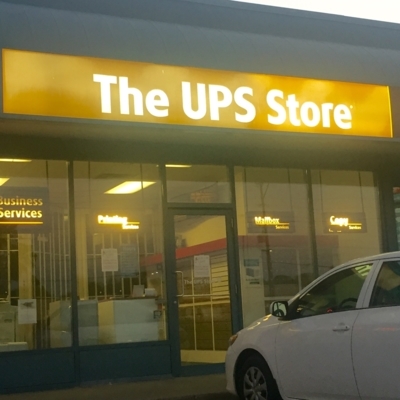 The UPS Store
Business
Services
Printing
Services
Mailbox
Services
Copy
Services